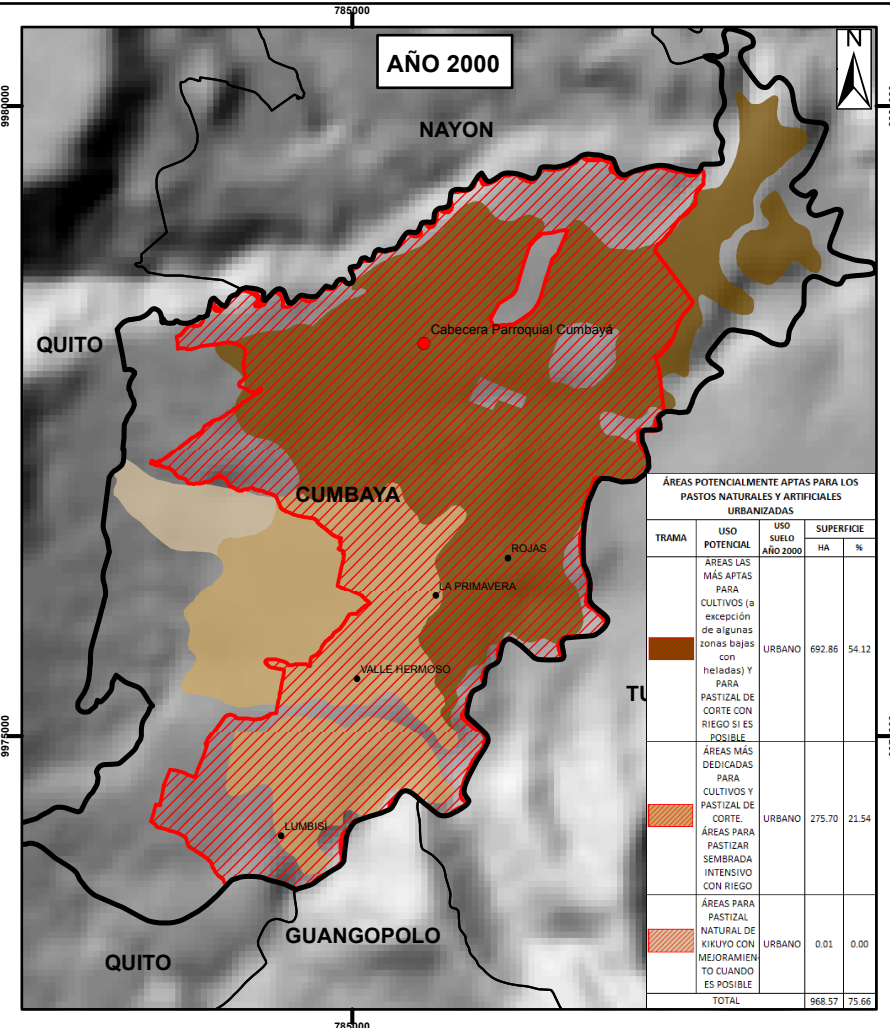 785000
AÑO 2000
N
9980000
NAYON
QUITO
Cabecera Parroquial Cumbayá
CUMBAYA
ROJAS
LA PRIMAVERA
VALLE HERMOSO
LUMBISÍ
9975000
GUANGOPOLO
QUITO
785000
ÁREAS POTENCIALMENTE APTAS PARA LOS
PASTOS NATURALES Y ARTIFICIALES
URBANIZADAS
TRAMA
USO
POTENCIAL
USO
SUELO
AÑO 2000
SUPERFICIE
HA
%
ÁREAS LAS
MÁS APTAS
PARA
CULTIVOS (a
excepción
de algunas
zonas bajas
con
heladas) Y
PARA
PASTIZAL DE
CORTE CON
RIEGO SI ES
POSIBLE
URBANO
692.86
54.12
ÁREAS MÁS
DEDICADAS
PARA
CULTIVOS Y
PASTIZAL DE
CORTE.
ÁREAS PARA
PASTIZAR
SEMBRADA
INTENSIVO
CON RIEGO
URBANO
275.70
21.54
ÁREAS PARA
PASTIZAL
NATURAL DE
KIKUYO CON
MEJORAMIEN-
TO CUANDO
ES POSIBLE
URBANO
0.01
0.00
TOTAL
968.57
75.66